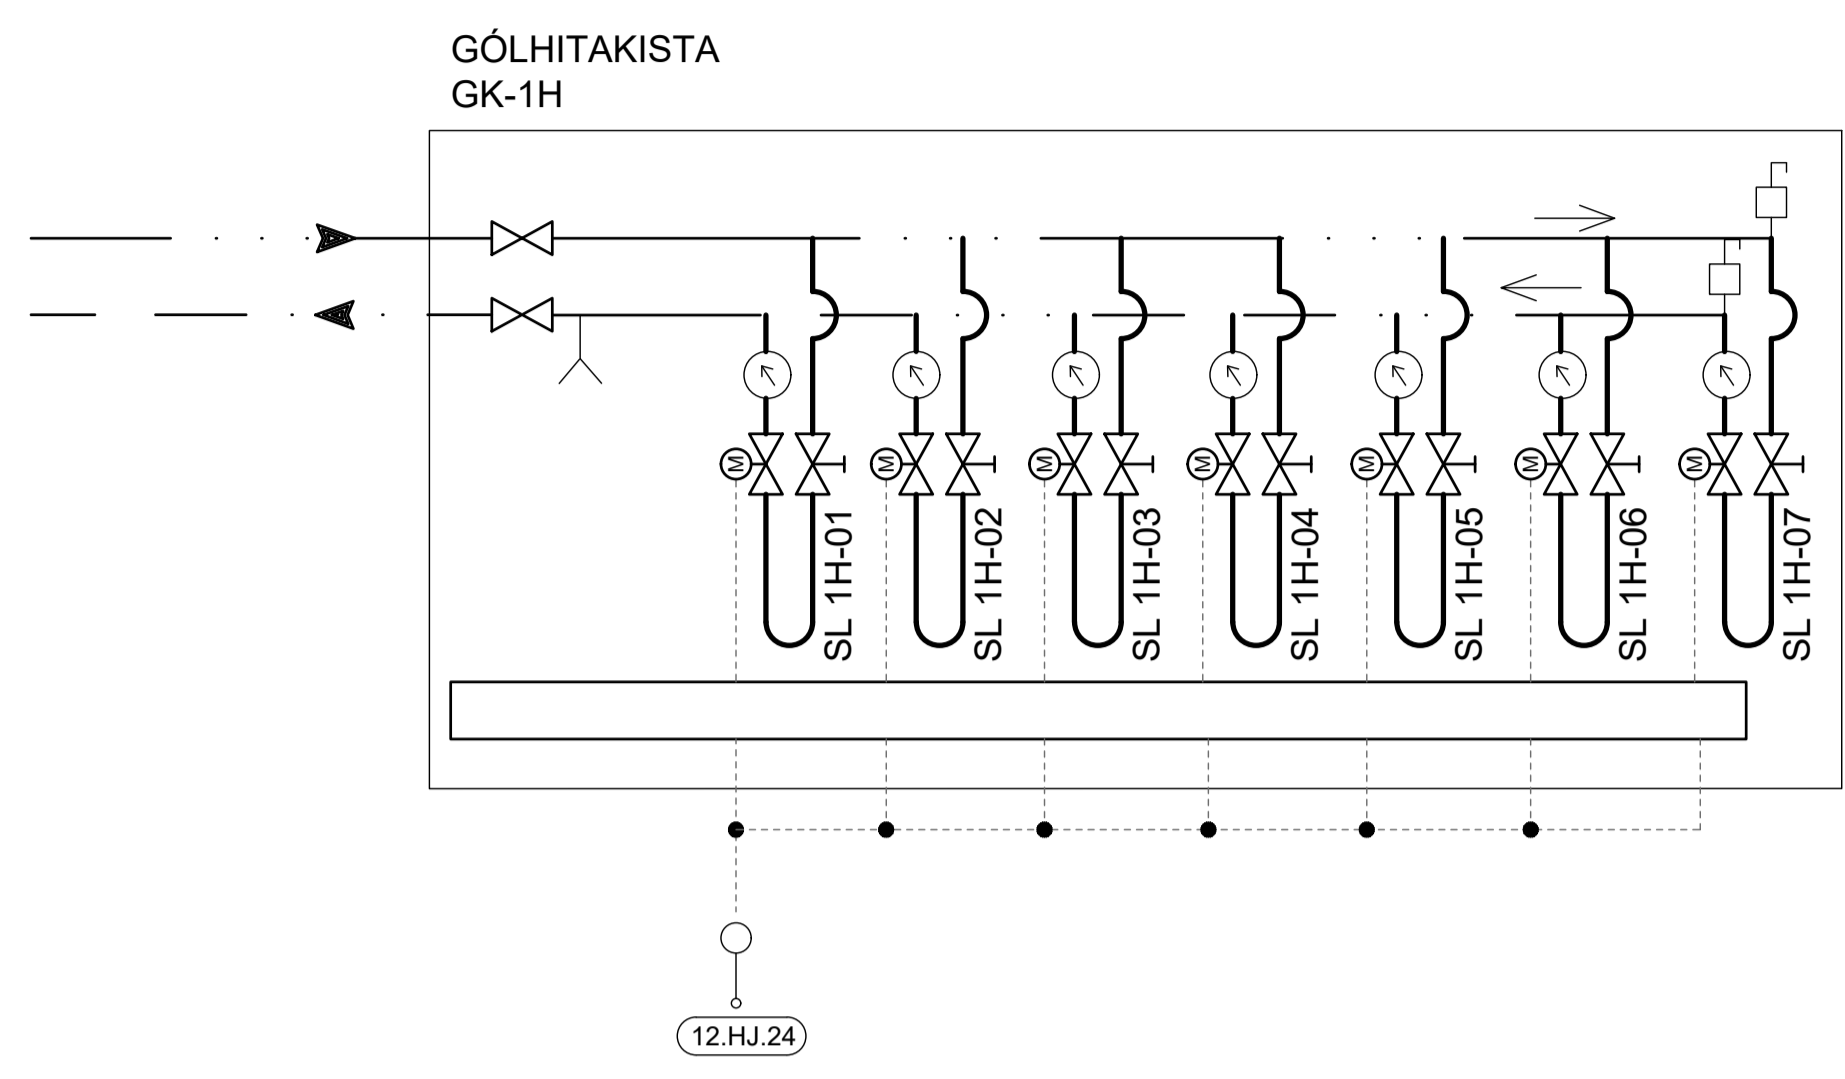 GÓLHITAKISTA
GK-1H
M
M
M
M
M
M
M
SL 1H-01
SL 1H-02
SL 1H-03
SL 1H-04
SL 1H-05
SL 1H-06
SL 1H-07
12.HJ.24